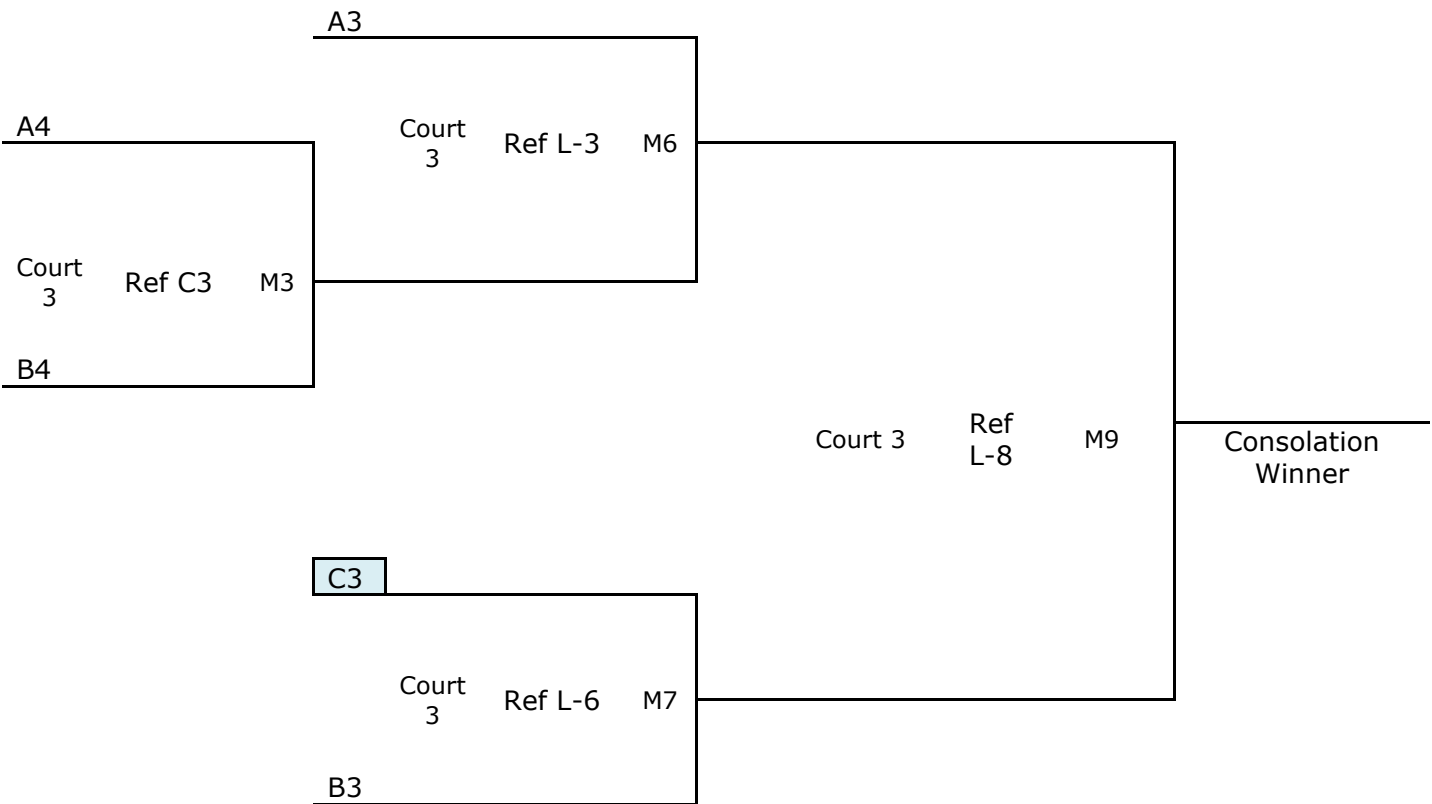 A3
Court
3
Ref L-3
M6
A4
Court
3
Ref C3
M3
B4
Court 3
Ref
L-8
M9
Consolation
Winner
C3
Court
3
Ref L-6
M7
B3